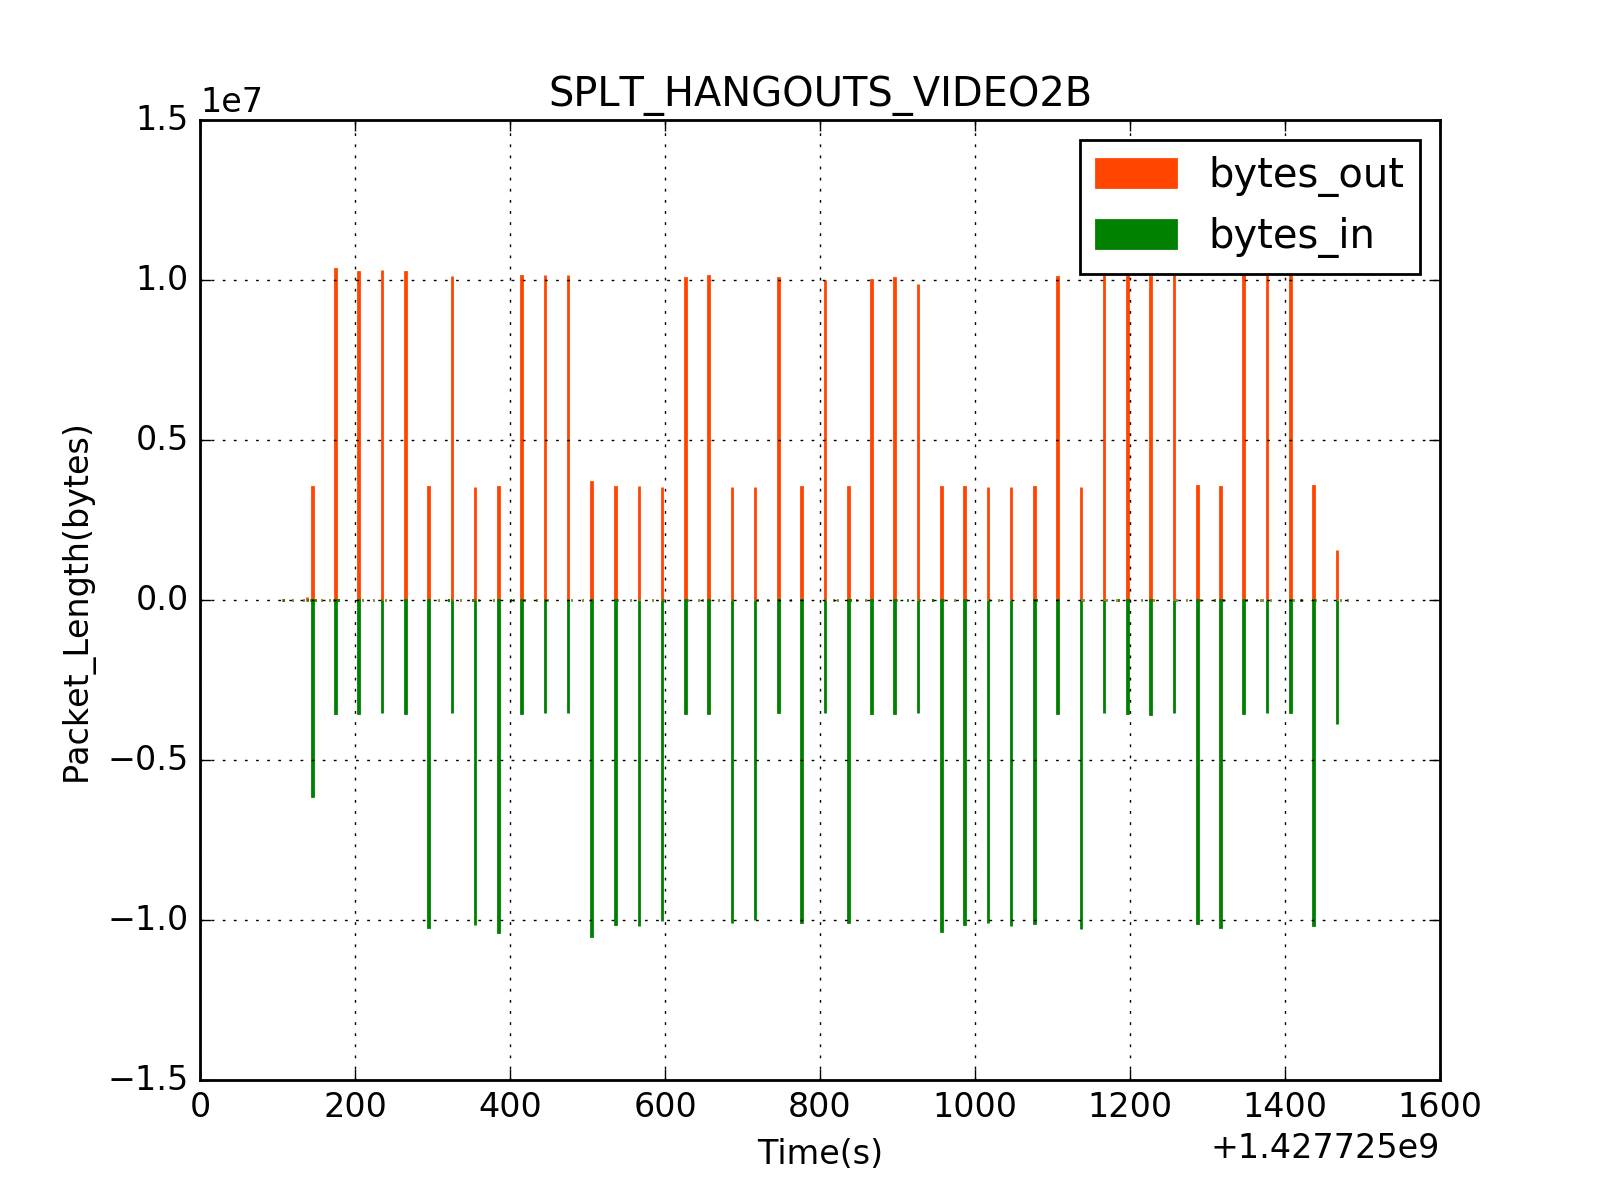 SPLT_HANGOUTS_VIDEO2B
1e7
1.5
1.0
0.5
0.0
−0.5
−1.0
−1.5
Packet_Length(bytes)
bytes_out
bytes_in
0 200 400 600 800 1000 1200 1400 1600
Time(s)
+1.427725e9